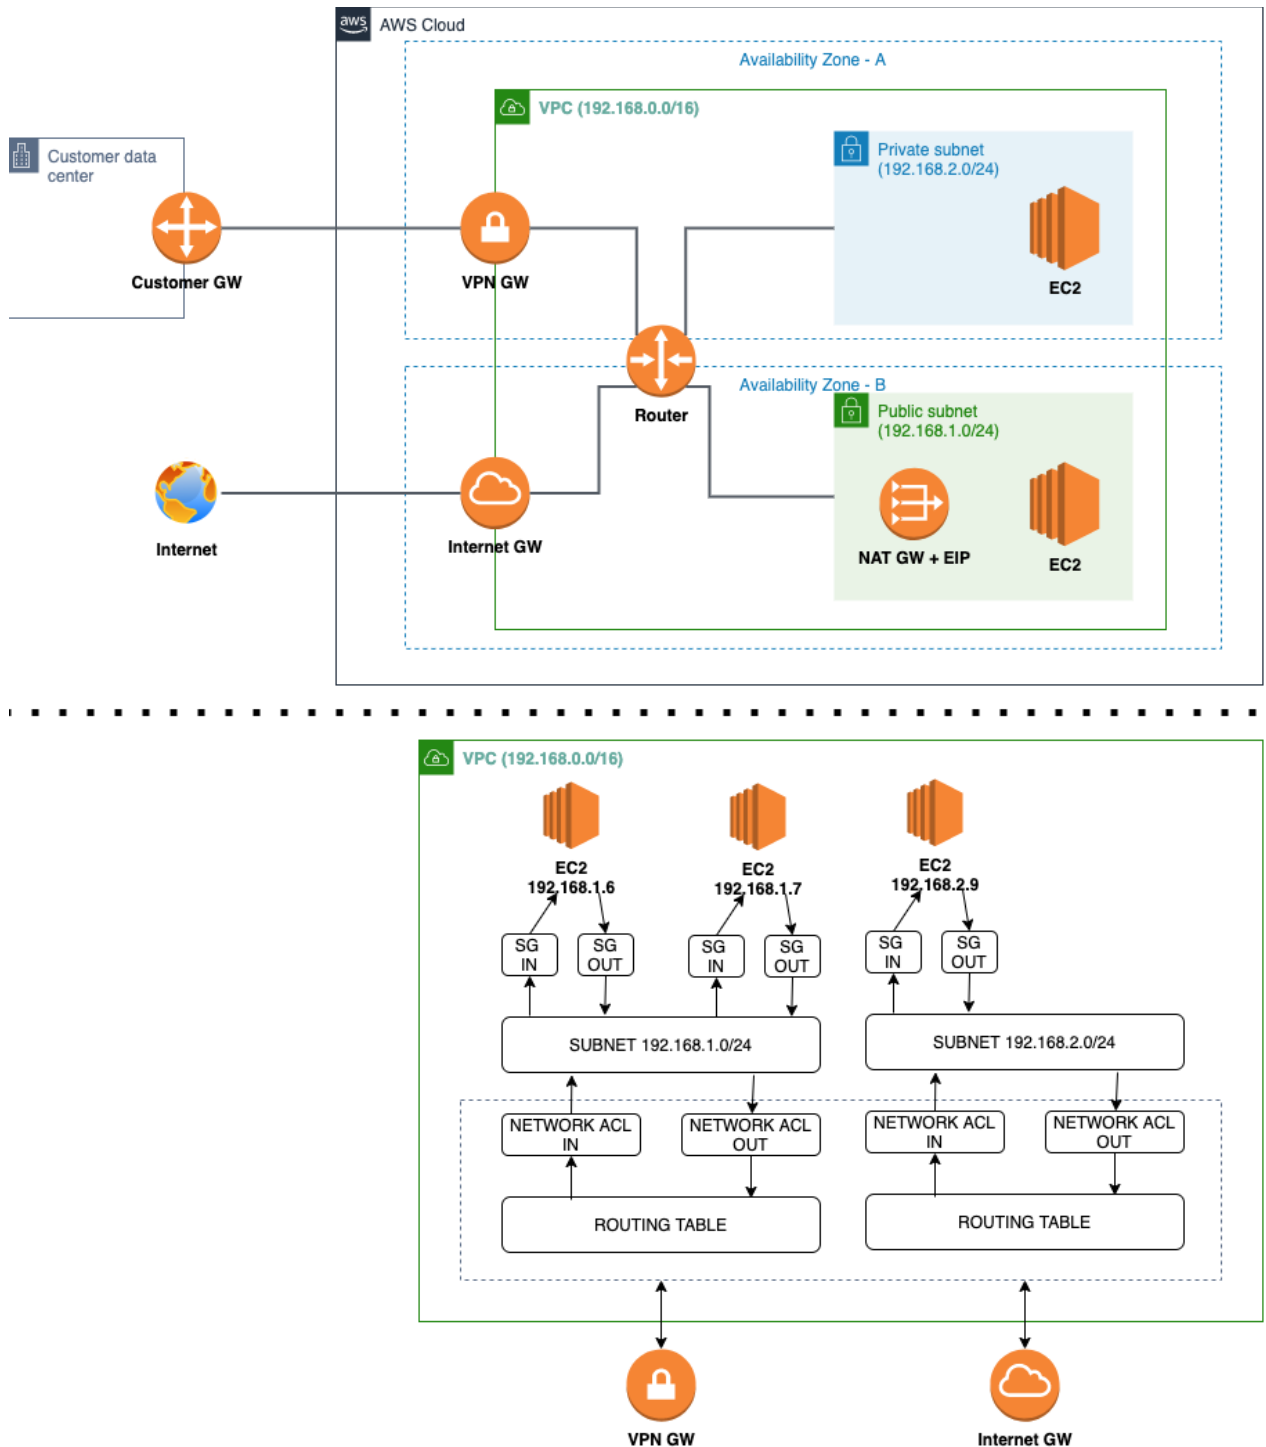 aws
AWS Cloud
Availability Zone - A
VPC (192.168.0.0/16)
Customer data
center
Private subnet
(192.168.2.0/24)
Customer GW
VPN GW
EC2
Router
Availability Zone - B
Public subnet
(192.168.1.0/24)
Internet
Internet GW
NAT GW + EIP
EC2
VPC (192.168.0.0/16)
EC2
192.168.1.6
EC2
192.168.1.7
EC2
192.168.2.9
SG
IN
SG
OUT
SG
IN
SG
OUT
SG
IN
SG
OUT
SUBNET 192.168.1.0/24
SUBNET 192.168.2.0/24
NETWORK ACL
IN
NETWORK ACL
OUT
NETWORK ACL
IN
NETWORK ACL
OUT
ROUTING TABLE
ROUTING TABLE
VPN GW
Internet GW